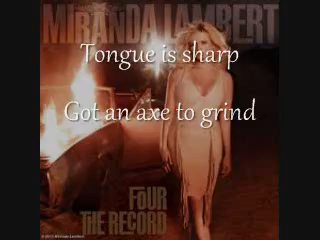 MIRANDA LAMBERT
Tongue is sharp
Got an axe to grind
FOUR
THE RECORD